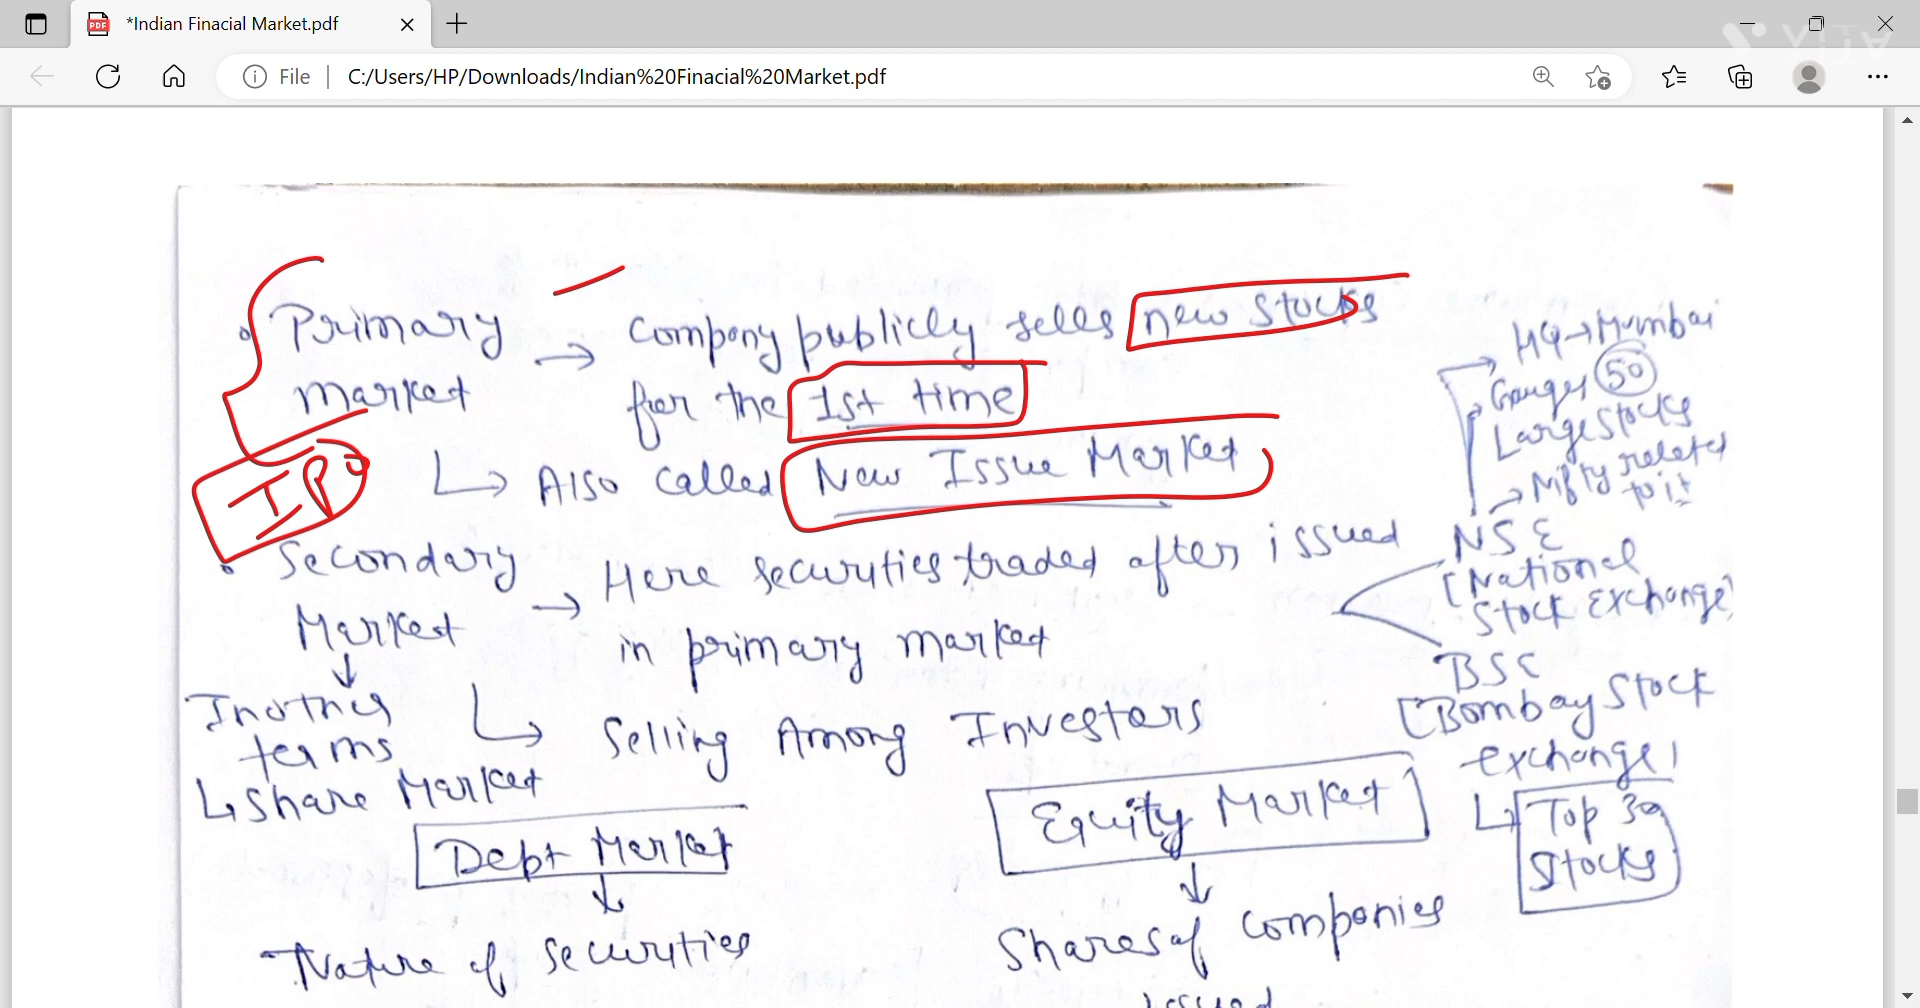 *Indian Finacial Market.pdf
File | C:/Users/HP/Downloads/Indian%20Finacial%20Market.pdf
VITA
Primary → Company publicly sells new stocks
Market for the 1st time
IPO
↳ Also called New Issue Market
HQ → Mumbai
Gauges 50
Large stocks
→ Nifty related
to it
NSE
[National
Stock Exchange]
Secondary → Here securities traded after issued
Market in primary market
↳ Selling Among Investors
BSE
[Bombay Stock
exchange]
↳ Top 30
Stocks
In other
terms
↳ Share Market
Debt Market
Equity Market
Nature of Securities
Shares of companies
issued